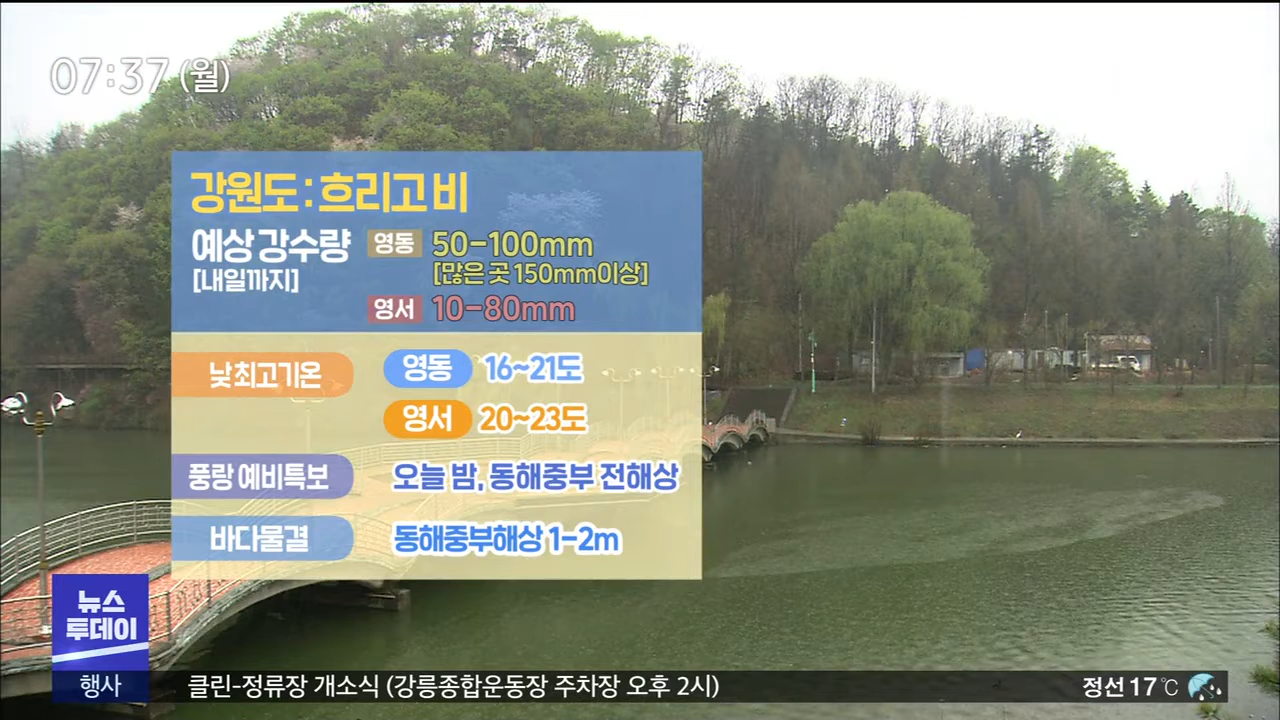 07:37 (월)
강원도 : 흐리고 비
예상 강수량 영동 50-100mm
[내일까지] [많은 곳 150mm이상]
영서 10-80mm
낮 최고기온 영동 16~21도
영서 20~23도
풍랑 예비특보 오늘 밤, 동해중부 전해상
바다물결 동해중부해상 1-2m
뉴스
투데이
행사 클린-정류장 개소식 (강릉종합운동장 주차장 오후 2시) 정선 17℃